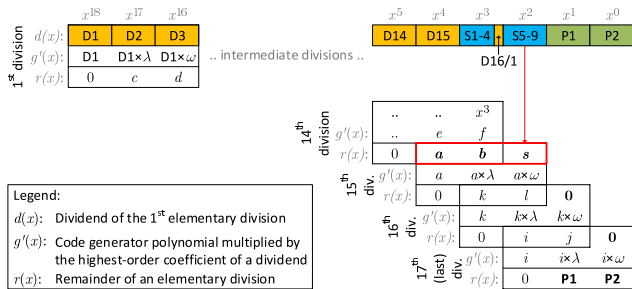 x^18 x^17 x^16 x^5 x^4 x^3 x^2 x^1 x^0
d(x): D1 D2 D3 D14 D15 S1-4 S5-9 P1 P2
1st division
g'(x): D1 D1×λ D1×ω .. intermediate divisions .. D16/1
r(x): 0 c d
14th division
.. .. x^3
g'(x): .. e f
r(x): 0 a b s
15th div.
g'(x): a a×λ a×ω
r(x): 0 k l 0
16th div.
g'(x): k k×λ k×ω
r(x): 0 i j 0
17th (last) div.
g'(x): i i×λ i×ω
r(x): 0 P1 P2
Legend:
d(x): Dividend of the 1st elementary division
g'(x): Code generator polynomial multiplied by
the highest-order coefficient of a dividend
r(x): Remainder of an elementary division